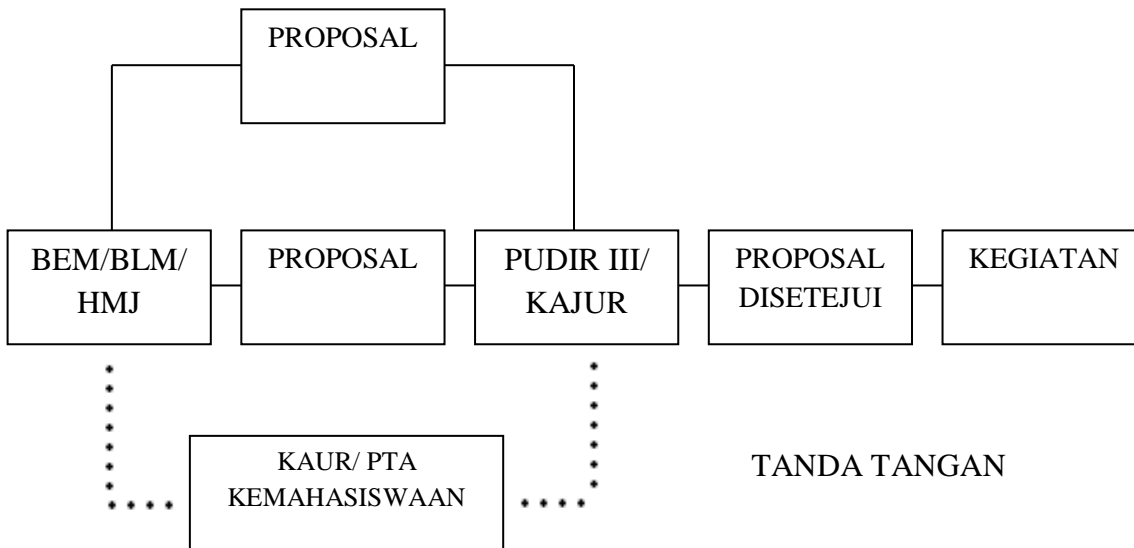 PROPOSAL
BEM/BLM/
HMJ
PROPOSAL
PUDIR III/
KAJUR
PROPOSAL
DISETEJUI
KEGIATAN
KAUR/ PTA
KEMAHASISWAAN
TANDA TANGAN